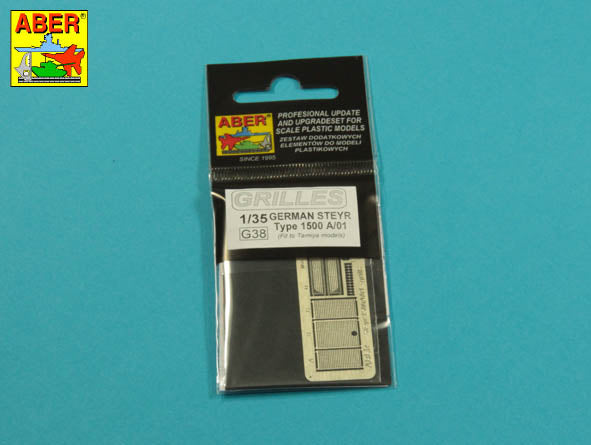 ABER®
ABER®
SINCE 1995
PROFESIONAL UPDATE
AND UPGRADESET FOR
SCALE PLASTIC MODELS
ZESTAW DODATKOWYCH
ELEMENTÓW DO MODELI
PLASTIKOWYCH
GRILLES
1/35 GERMAN STEYR
G38 Type 1500 A/01
(Fit to Tamiya models)